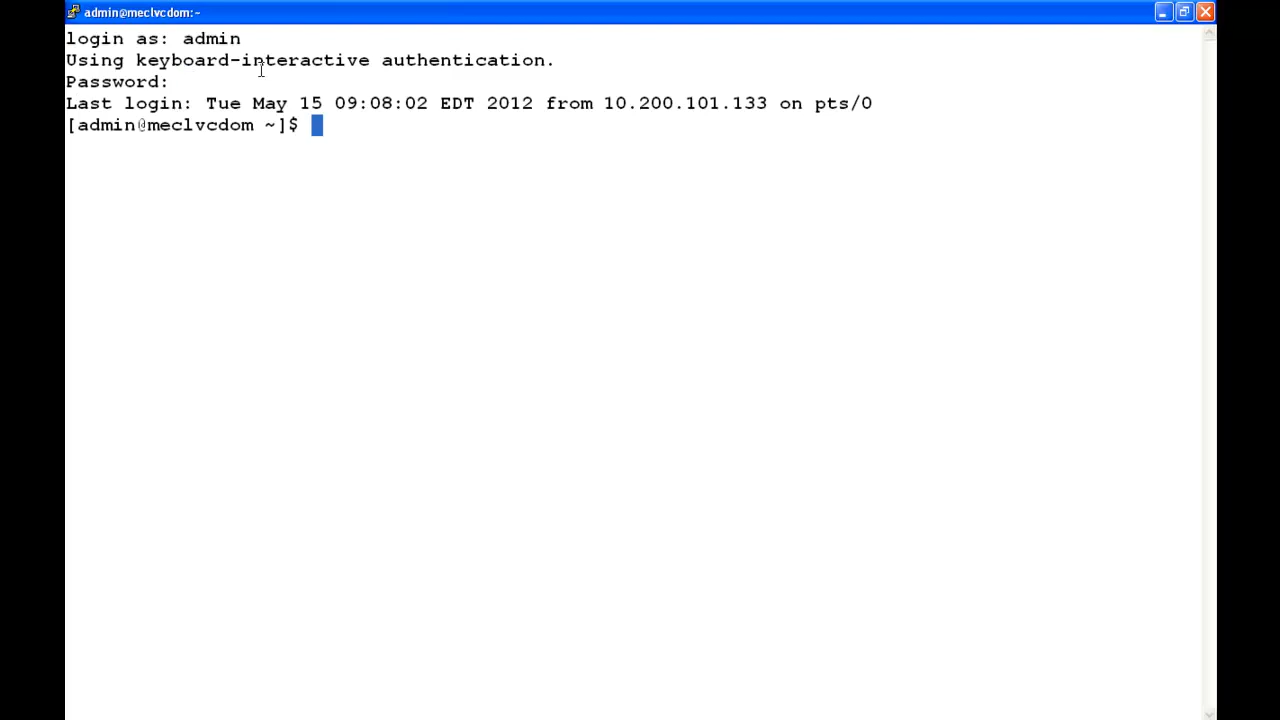 admin@meclvcdom:~
login as: admin
Using keyboard-interactive authentication.
Password:
Last login: Tue May 15 09:08:02 EDT 2012 from 10.200.101.133 on pts/0
[admin@meclvcdom ~]$